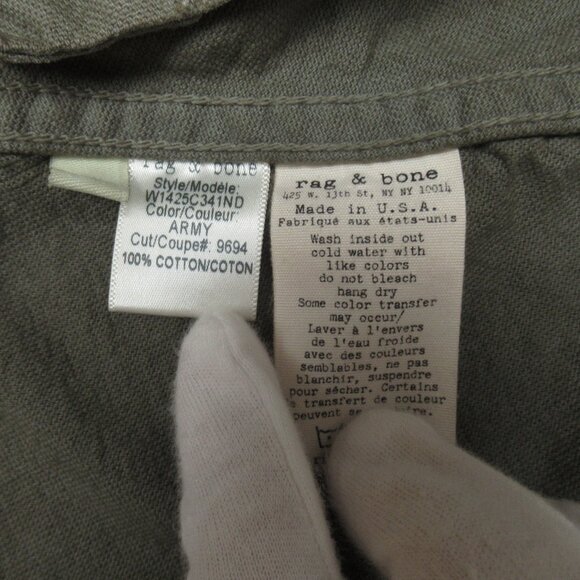 rag & bone
Style/Modèle:
W1425C341ND
Color/Couleur:
ARMY
Cut/Coupe#: 9694
100% COTTON/COTON
rag & bone
425 W. 13th St, NY NY 10014
Made in U.S.A.
Fabriqué aux états-unis
Wash inside out
cold water with
like colors
do not bleach
hang dry
Some color transfer
may occur/
Laver à l'envers
de l'eau froide
avec des couleurs
semblables, ne pas
blanchir, suspendre
pour sécher. Certains
transfert de couleur